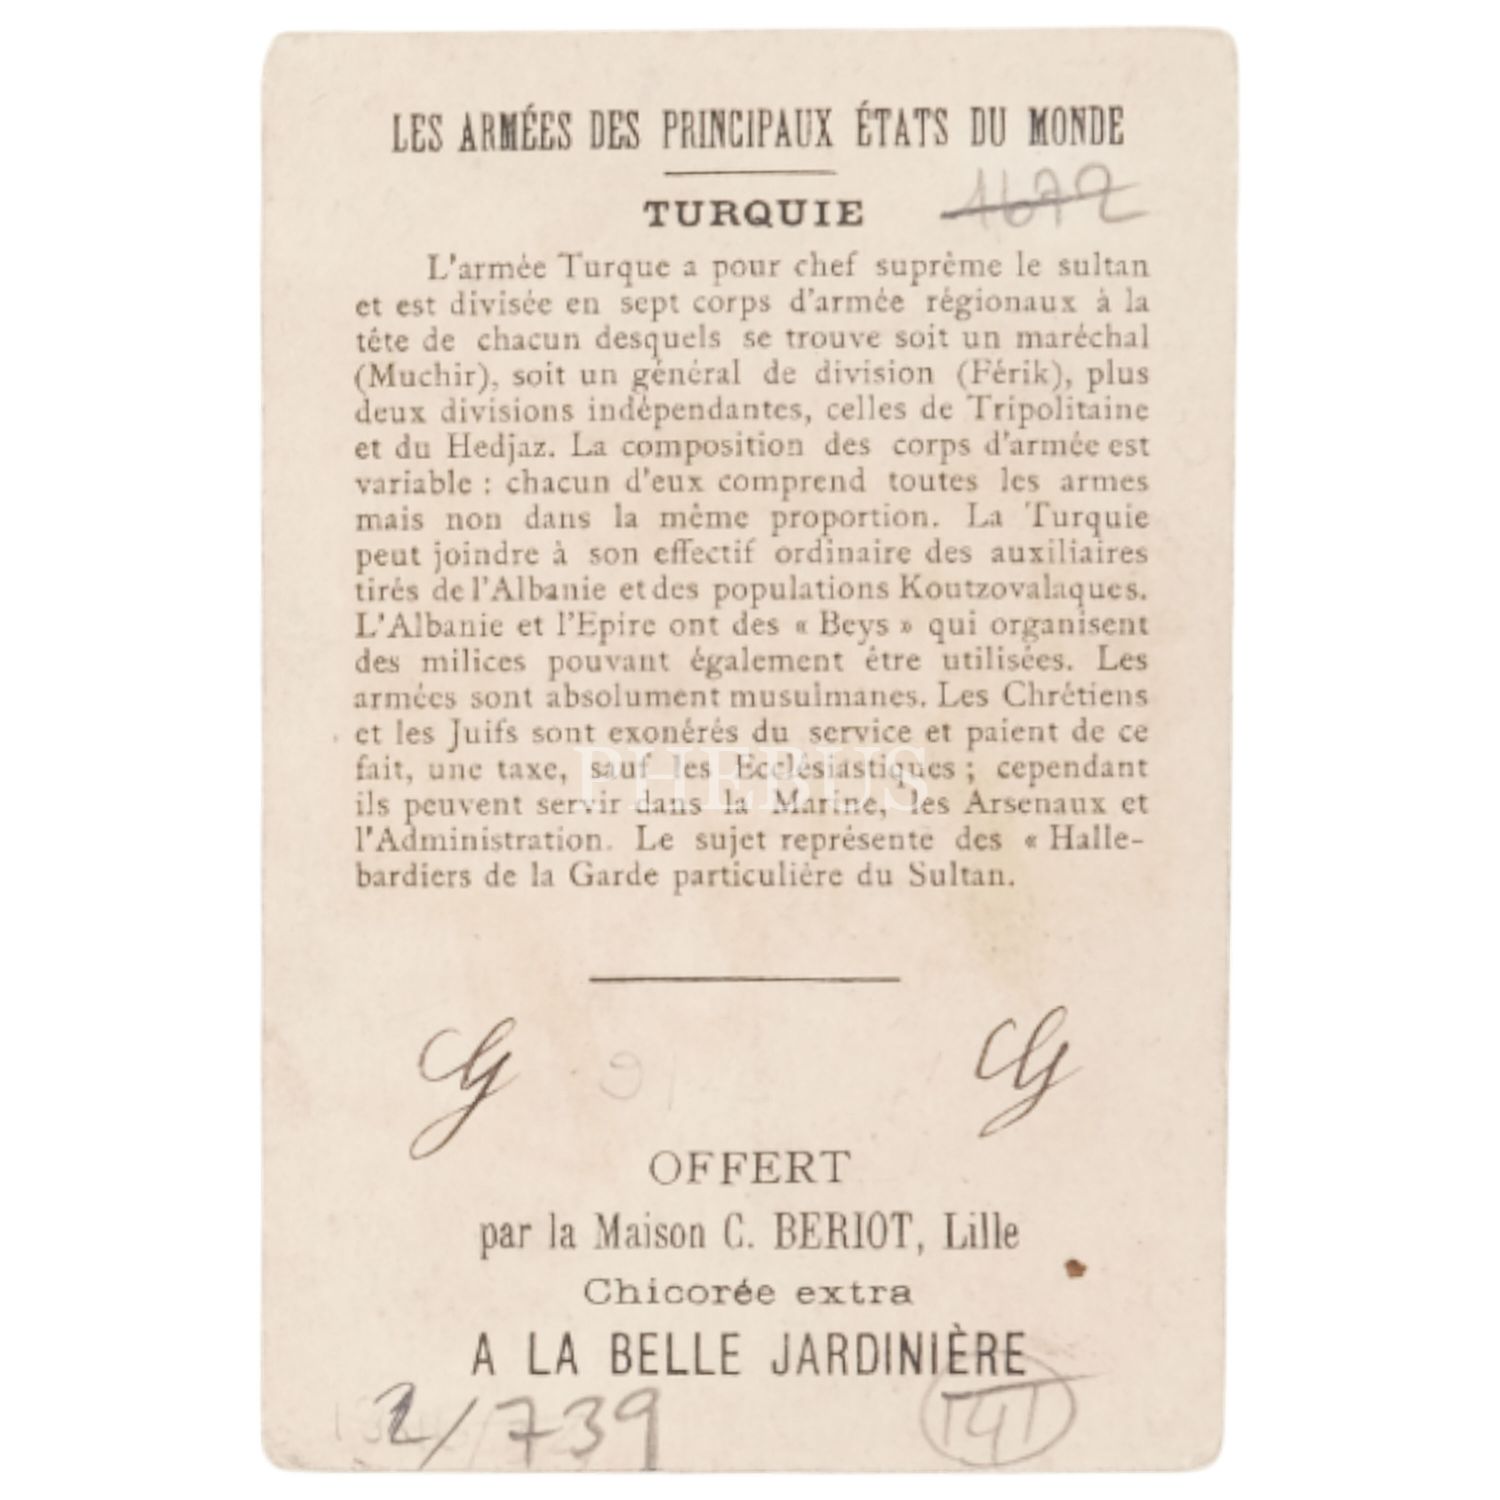 LES ARMÉES DES PRINCIPAUX ÉTATS DU MONDE
TURQUIE
1672
L'armée Turque a pour chef suprême le sultan
et est divisée en sept corps d'armée régionaux à la
tête de chacun desquels se trouve soit un maréchal
(Muchir), soit un général de division (Férik), plus
deux divisions indépendantes, celles de Tripolitaine
et du Hedjaz. La composition des corps d'armée est
variable : chacun d'eux comprend toutes les armes
mais non dans la même proportion. La Turquie
peut joindre à son effectif ordinaire des auxiliaires
tirés de l'Albanie et des populations Koutzovalaques.
L'Albanie et l'Epire ont des « Beys » qui organisent
des milices pouvant également être utilisées. Les
armées sont absolument musulmanes. Les Chrétiens
et les Juifs sont exonérés du service et paient de ce
fait, une taxe, sauf les Ecclésiastiques ; cependant
PHEBUS
ils peuvent servir dans la Marine, les Arsenaux et
l'Administration. Le sujet représente des « Halle-
bardiers de la Garde particulière du Sultan.
OFFERT
par la Maison C. BERIOT, Lille
Chicorée extra
A LA BELLE JARDINIÈRE
2/739
141